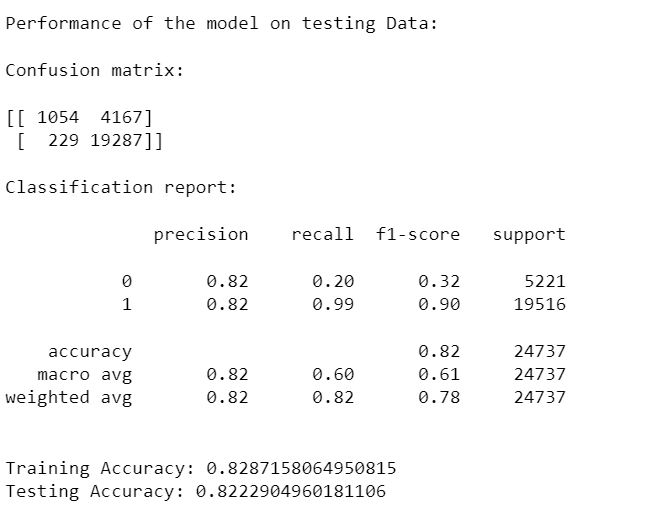 Performance of the model on testing Data:
Confusion matrix:
[[ 1054  4167]
 [  229 19287]]
Classification report:
              precision    recall  f1-score   support
           0       0.82      0.20      0.32      5221
           1       0.82      0.99      0.90     19516
    accuracy                           0.82     24737
   macro avg       0.82      0.60      0.61     24737
weighted avg       0.82      0.82      0.78     24737
Training Accuracy: 0.8287158064950815
Testing Accuracy: 0.8222904960181106